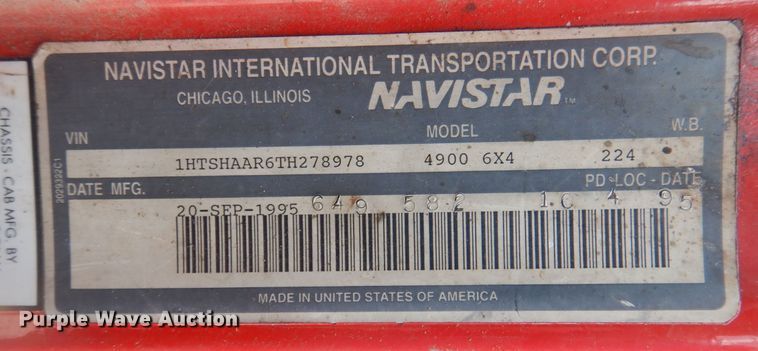 NAVISTAR INTERNATIONAL TRANSPORTATION CORP.
CHICAGO, ILLINOIS NAVISTAR TM
VIN MODEL W.B.
1HTSHAAR6TH278978 4900 6X4 224
DATE MFG. PD - LOC - DATE
20-SEP-1995 649 582 10 4 95
MADE IN UNITED STATES OF AMERICA
2029332C1
CHASSIS - CAB MFG. BY
Purple Wave Auction